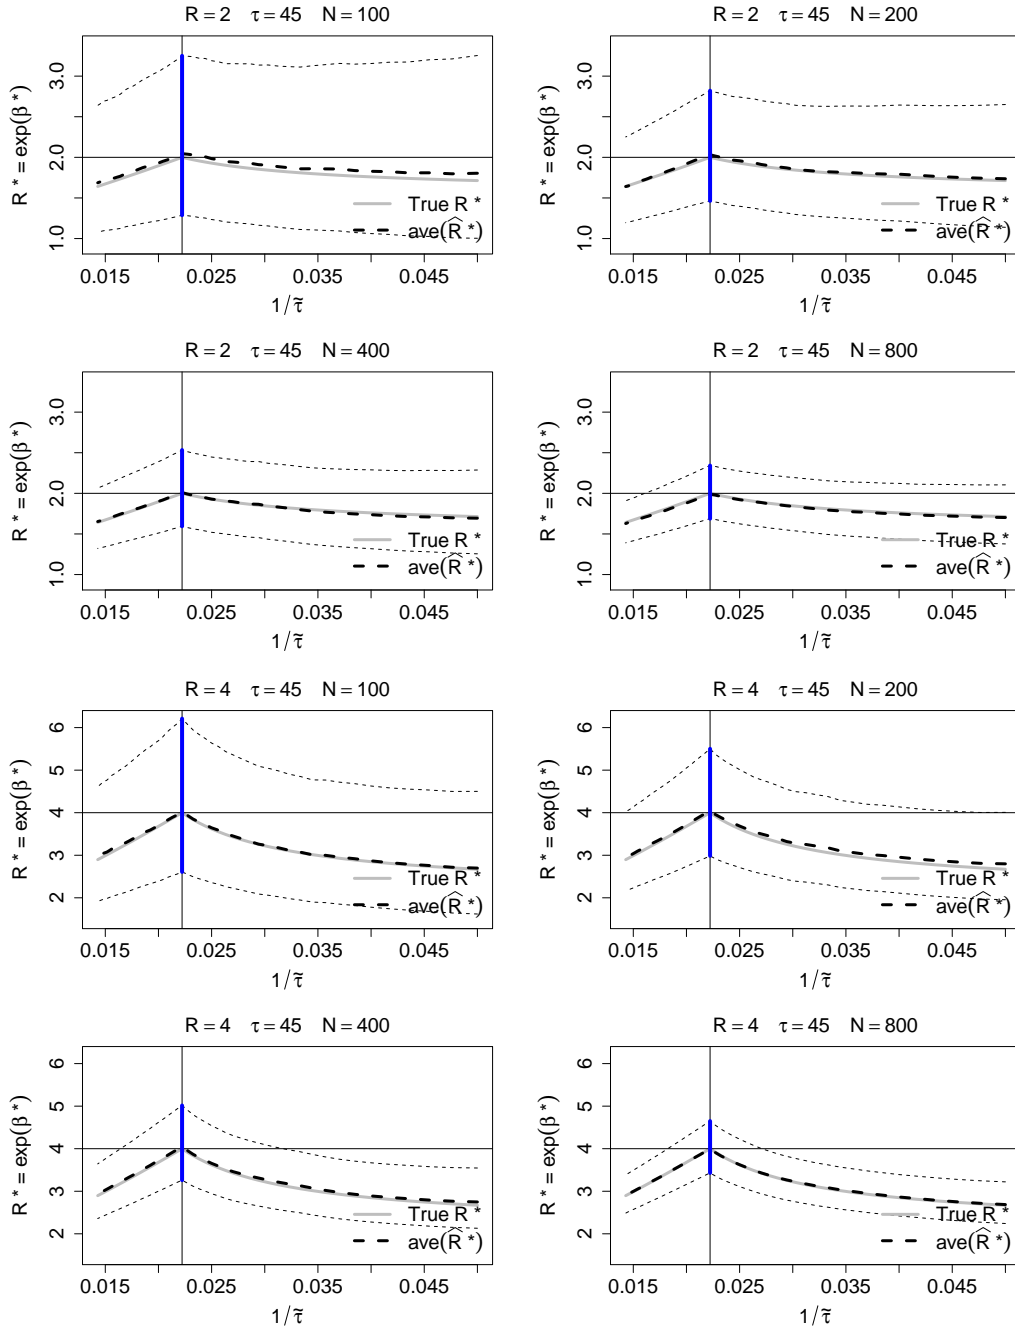 R = 2 τ = 45 N = 100
R * = exp(β *)
1.0 2.0 3.0
True R *
ave(R̂ *)
0.015 0.025 0.035 0.045
1/τ̃
R = 2 τ = 45 N = 200
R * = exp(β *)
1.0 2.0 3.0
True R *
ave(R̂ *)
0.015 0.025 0.035 0.045
1/τ̃
R = 2 τ = 45 N = 400
R * = exp(β *)
1.0 2.0 3.0
True R *
ave(R̂ *)
0.015 0.025 0.035 0.045
1/τ̃
R = 2 τ = 45 N = 800
R * = exp(β *)
1.0 2.0 3.0
True R *
ave(R̂ *)
0.015 0.025 0.035 0.045
1/τ̃
R = 4 τ = 45 N = 100
R * = exp(β *)
2 3 4 5 6
True R *
ave(R̂ *)
0.015 0.025 0.035 0.045
1/τ̃
R = 4 τ = 45 N = 200
R * = exp(β *)
2 3 4 5 6
True R *
ave(R̂ *)
0.015 0.025 0.035 0.045
1/τ̃
R = 4 τ = 45 N = 400
R * = exp(β *)
2 3 4 5 6
True R *
ave(R̂ *)
0.015 0.025 0.035 0.045
1/τ̃
R = 4 τ = 45 N = 800
R * = exp(β *)
2 3 4 5 6
True R *
ave(R̂ *)
0.015 0.025 0.035 0.045
1/τ̃